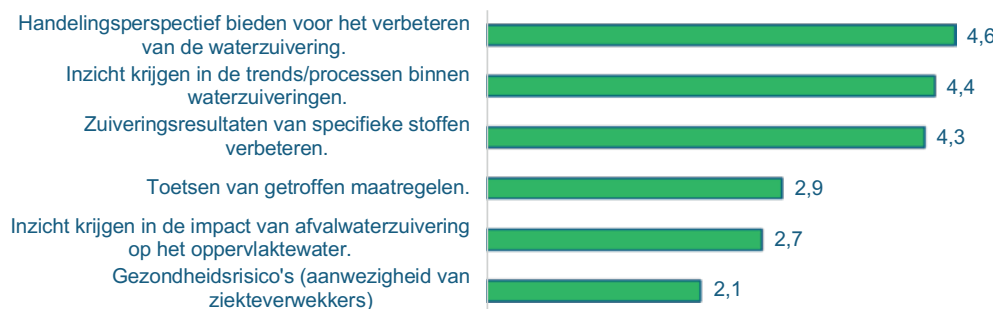 Handelingsperspectief bieden voor het verbeteren
van de waterzuivering.
4,6
Inzicht krijgen in de trends/processen binnen
waterzuiveringen.
4,4
Zuiveringsresultaten van specifieke stoffen
verbeteren.
4,3
Toetsen van getroffen maatregelen.
2,9
Inzicht krijgen in de impact van afvalwaterzuivering
op het oppervlaktewater.
2,7
Gezondheidsrisico's (aanwezigheid van
ziekteverwekkers)
2,1